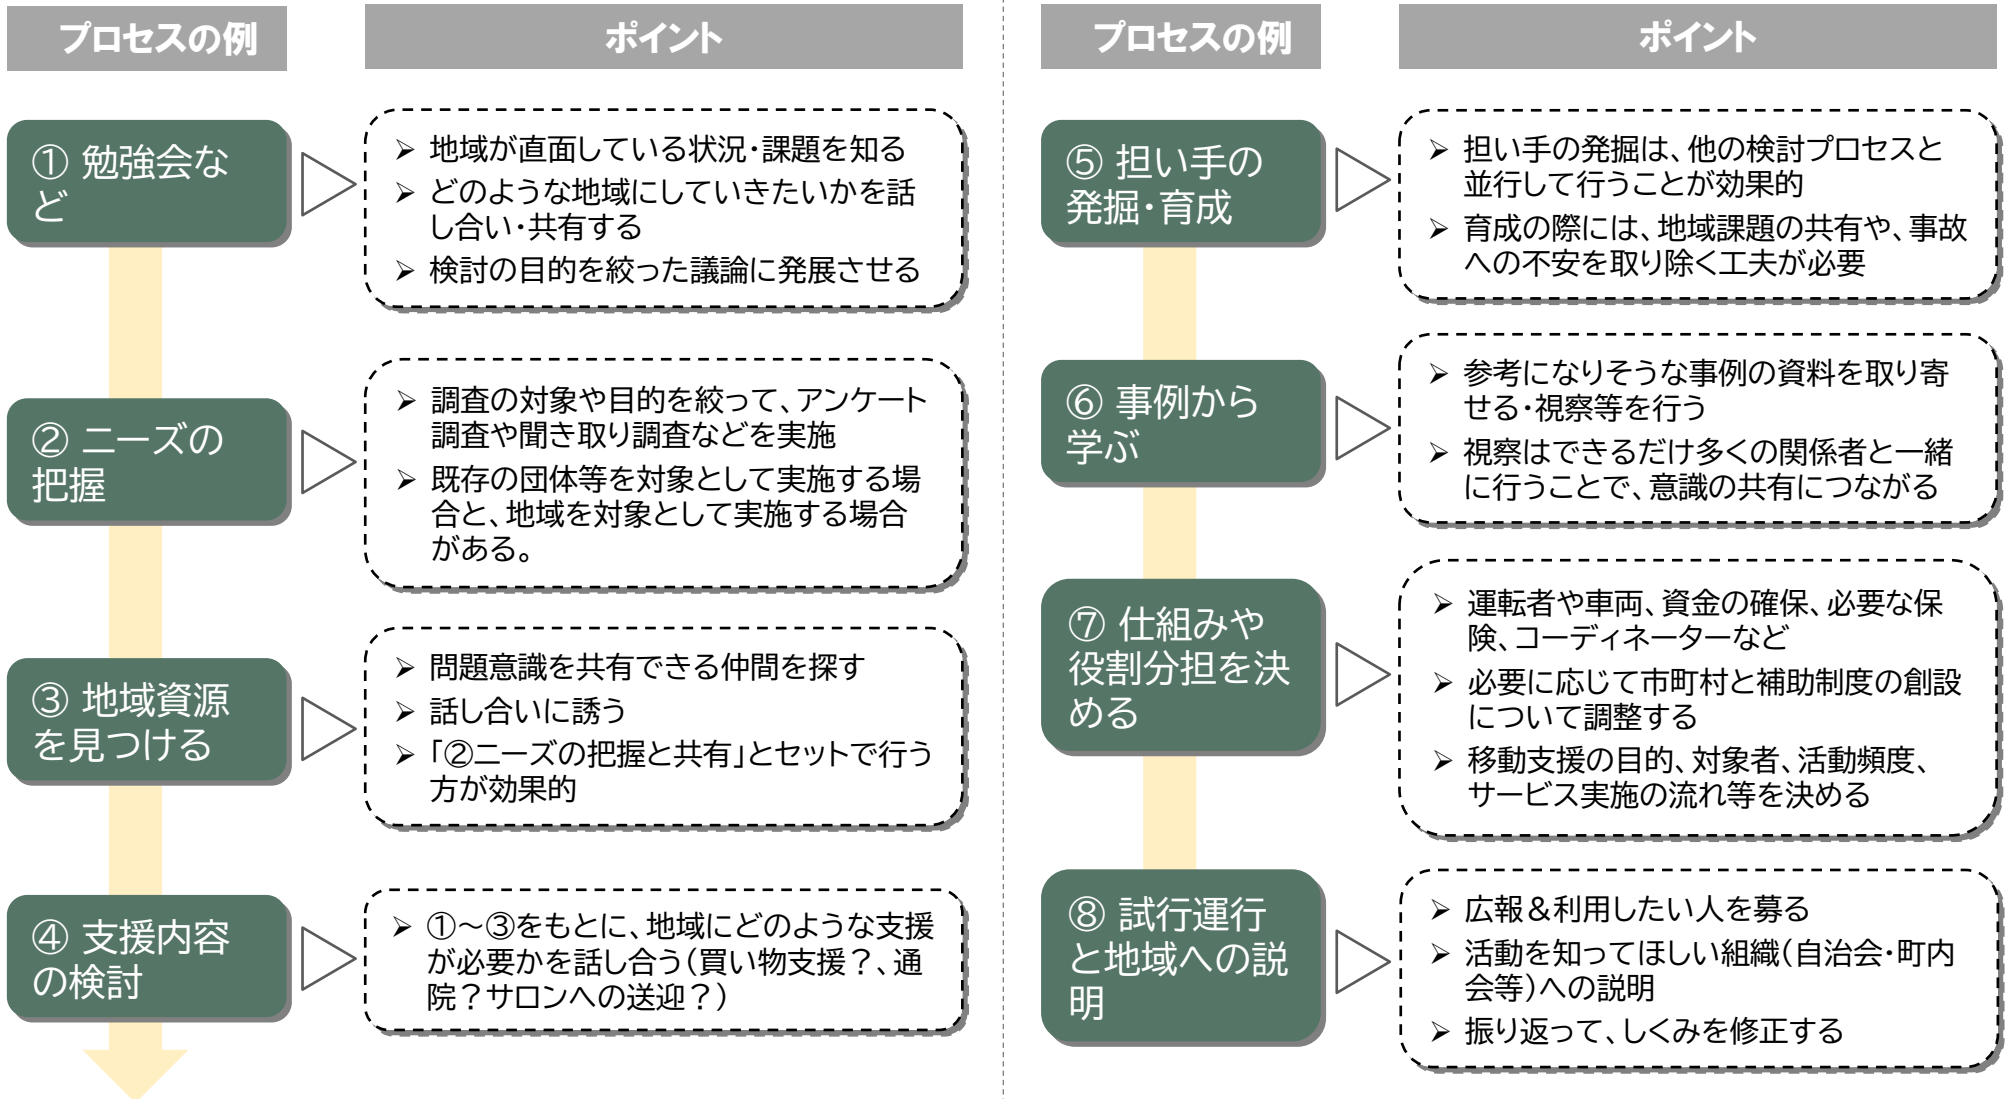 プロセスの例
ポイント
① 勉強会な
ど
➢ 地域が直面している状況・課題を知る
➢ どのような地域にしていきたいかを話
し合い・共有する
➢ 検討の目的を絞った議論に発展させる
② ニーズの
把握
➢ 調査の対象や目的を絞って、アンケート
調査や聞き取り調査などを実施
➢ 既存の団体等を対象として実施する場
合と、地域を対象として実施する場合
がある。
③ 地域資源
を見つける
➢ 問題意識を共有できる仲間を探す
➢ 話し合いに誘う
➢ 「②ニーズの把握と共有」とセットで行う
方が効果的
④ 支援内容
の検討
➢ ①～③をもとに、地域にどのような支援
が必要かを話し合う（買い物支援？、通
院？サロンへの送迎？）
プロセスの例
ポイント
⑤ 担い手の
発掘・育成
➢ 担い手の発掘は、他の検討プロセスと
並行して行うことが効果的
➢ 育成の際には、地域課題の共有や、事故
への不安を取り除く工夫が必要
⑥ 事例から
学ぶ
➢ 参考になりそうな事例の資料を取り寄
せる・視察等を行う
➢ 視察はできるだけ多くの関係者と一緒
に行うことで、意識の共有につながる
⑦ 仕組みや
役割分担を決
める
➢ 運転者や車両、資金の確保、必要な保
険、コーディネーターなど
➢ 必要に応じて市町村と補助制度の創設
について調整する
➢ 移動支援の目的、対象者、活動頻度、
サービス実施の流れ等を決める
⑧ 試行運行
と地域への説
明
➢ 広報＆利用したい人を募る
➢ 活動を知ってほしい組織（自治会・町内
会等）への説明
➢ 振り返って、しくみを修正する